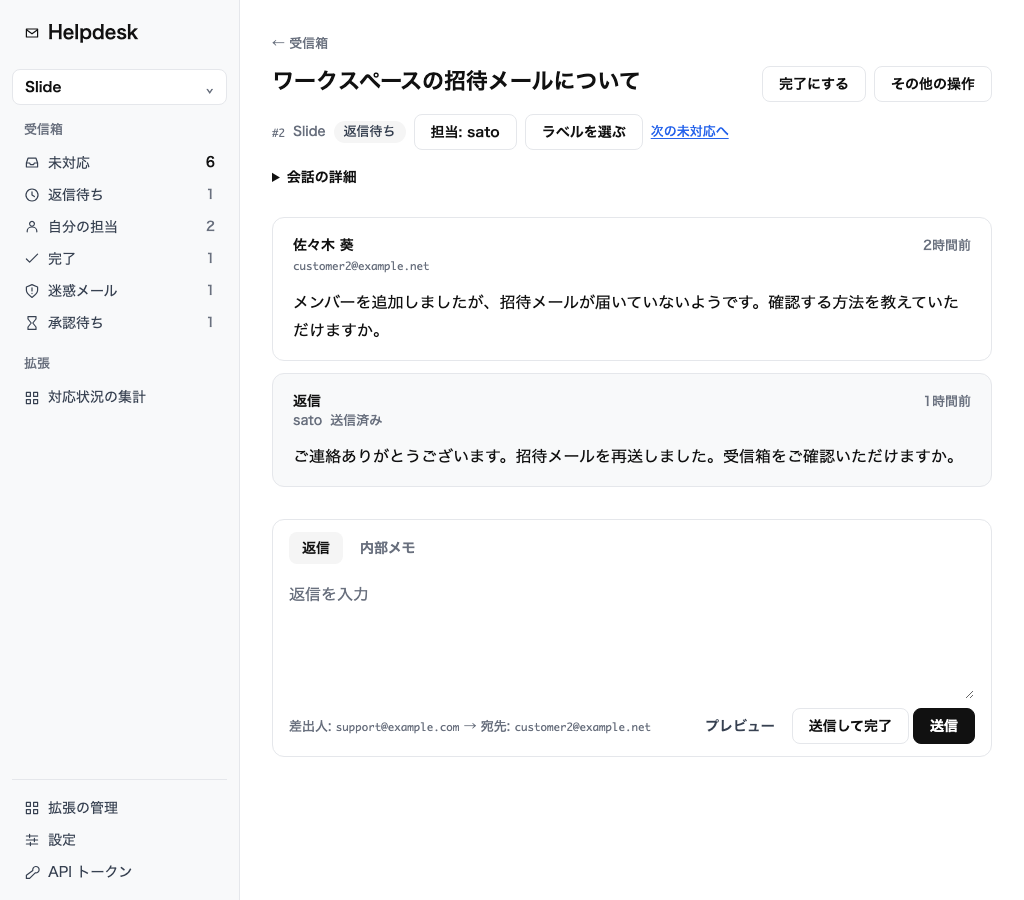 Helpdesk
Slide
受信箱
未対応 6
返信待ち 1
自分の担当 2
完了 1
迷惑メール 1
承認待ち 1
拡張
対応状況の集計
拡張の管理
設定
API トークン
← 受信箱
ワークスペースの招待メールについて
完了にする
その他の操作
#2 Slide 返信待ち 担当: sato ラベルを選ぶ 次の未対応へ
▶ 会話の詳細
佐々木 葵 2時間前
customer2@example.net
メンバーを追加しましたが、招待メールが届いていないようです。確認する方法を教えていた
だけますか。
返信 1時間前
sato 送信済み
ご連絡ありがとうございます。招待メールを再送しました。受信箱をご確認いただけますか。
返信 内部メモ
返信を入力
差出人: support@example.com → 宛先: customer2@example.net プレビュー 送信して完了 送信